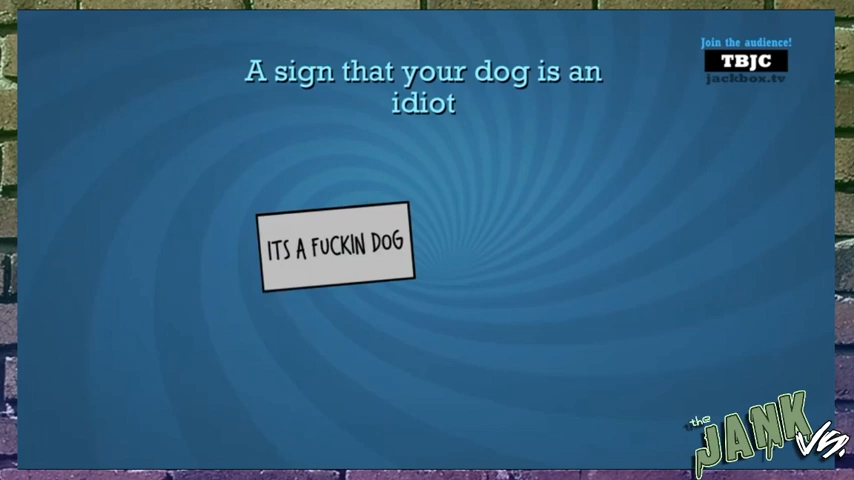 Join the audience!
TBJC
jackbox.tv
A sign that your dog is an
idiot
ITS A FUCKIN DOG
the
JANK
VS.